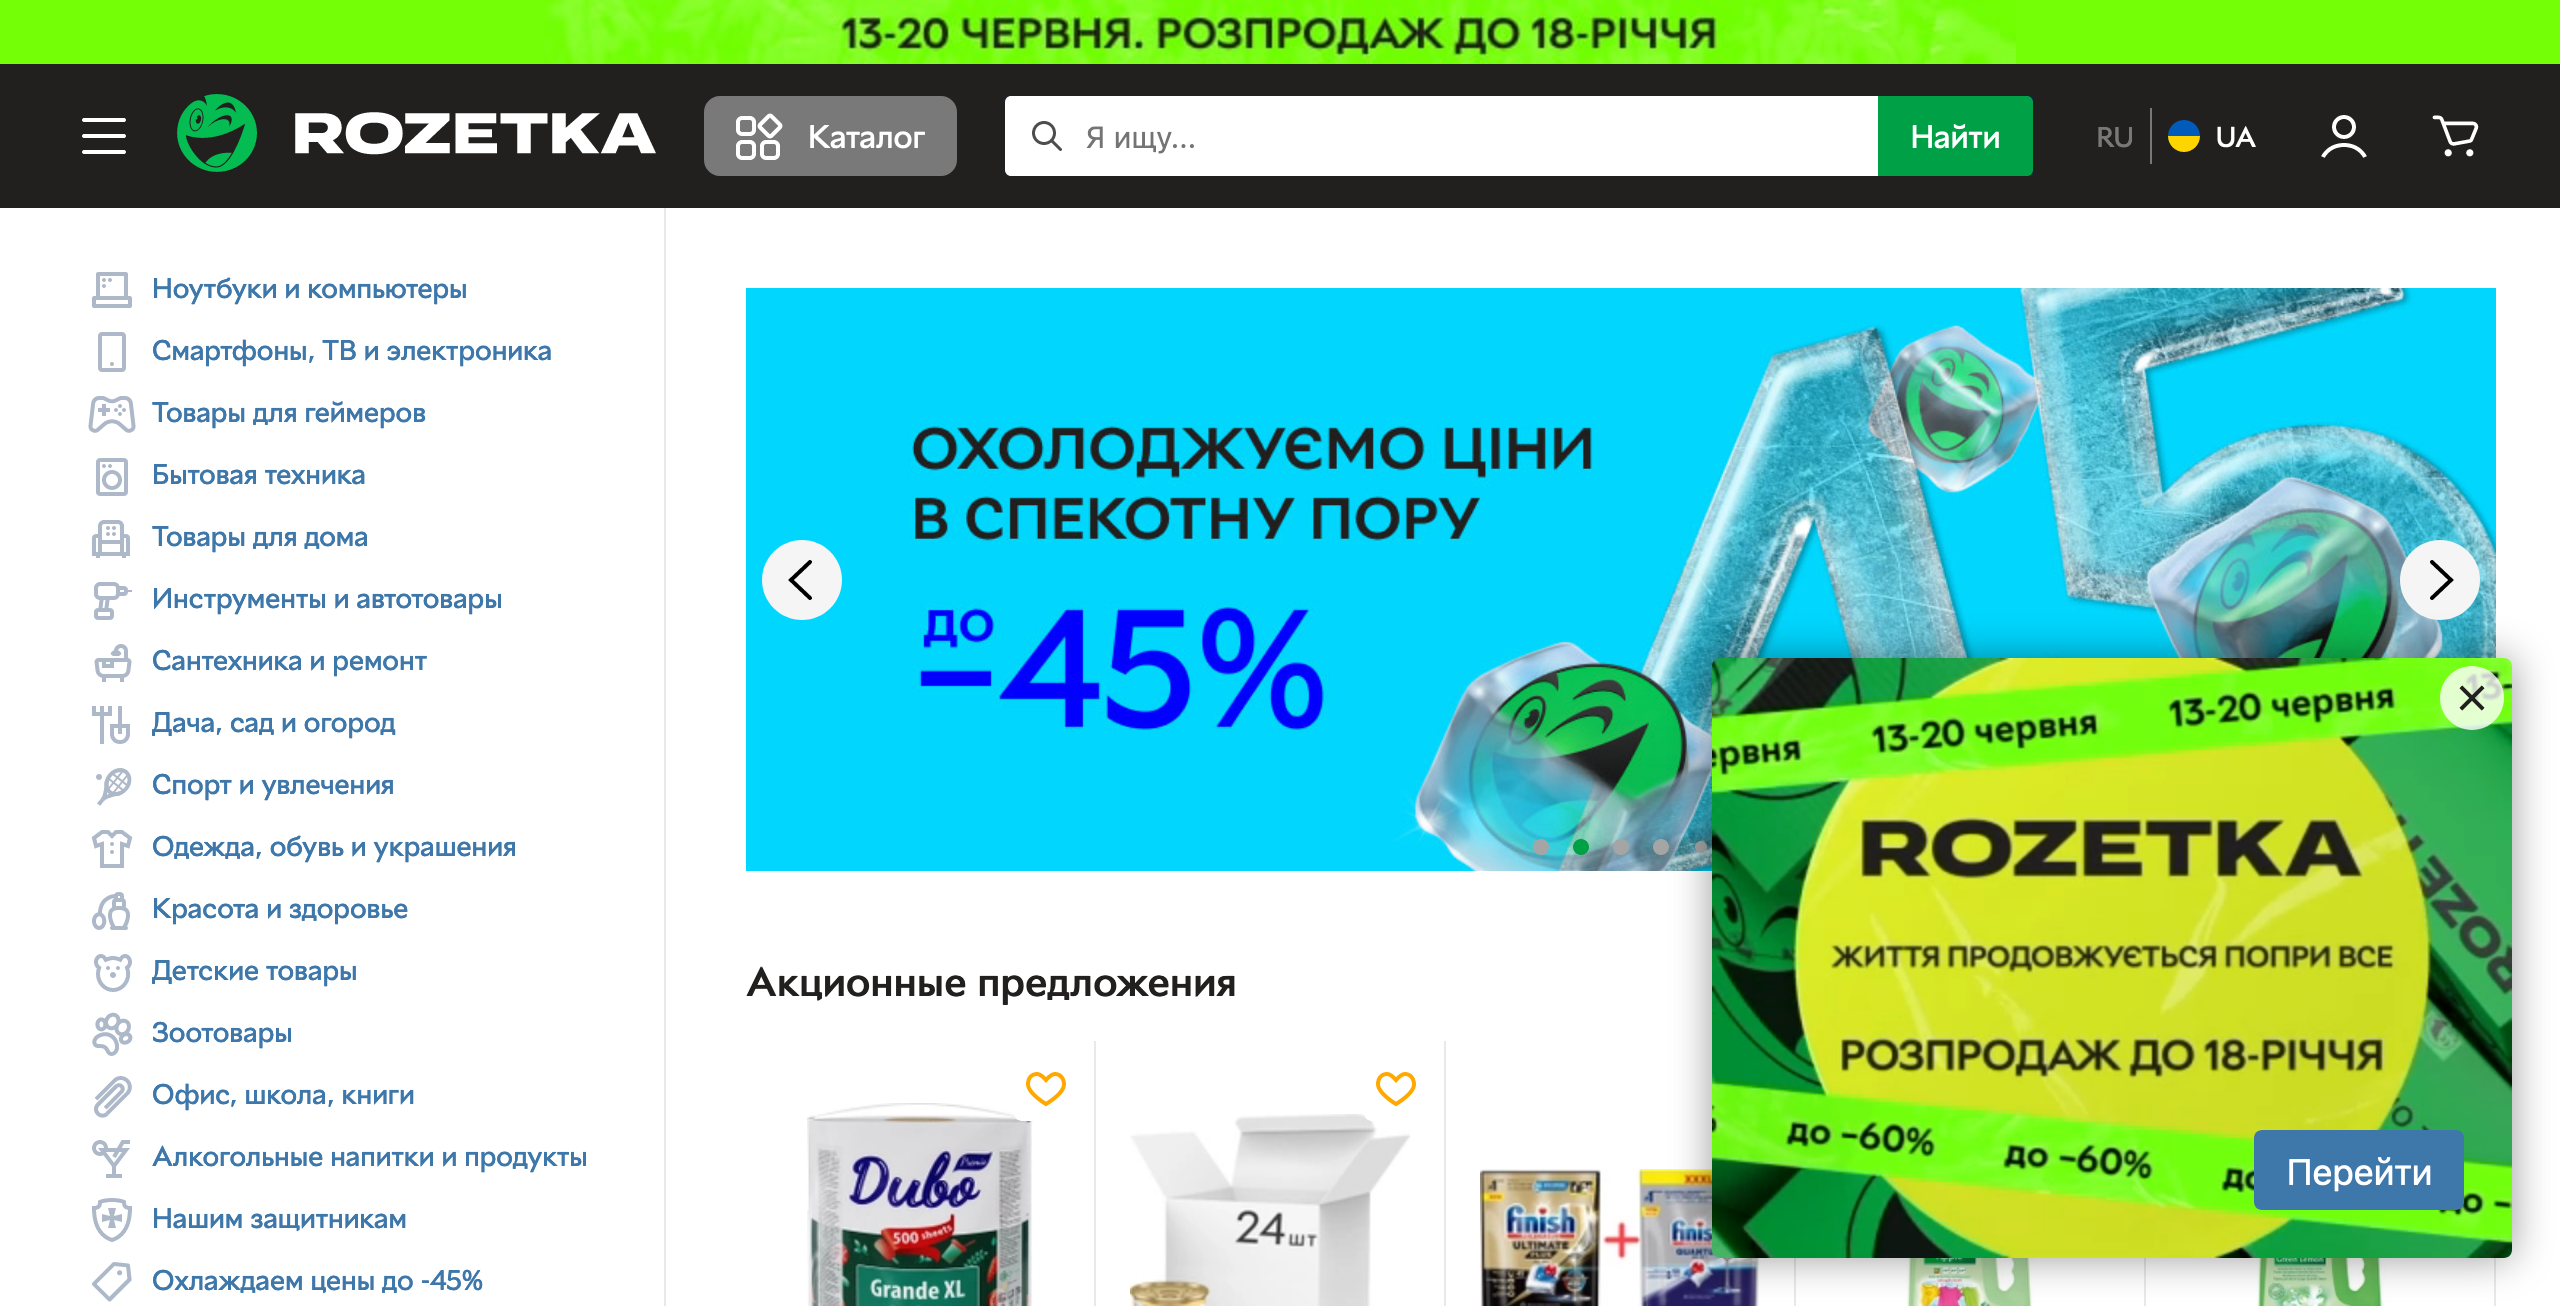 13-20 ЧЕРВНЯ. РОЗПРОДАЖ ДО 18-РІЧЧЯ
ROZETKA
Каталог
Я ищу...
Найти
RU
UA
Ноутбуки и компьютеры
Смартфоны, ТВ и электроника
Товары для геймеров
Бытовая техника
Товары для дома
Инструменты и автотовары
Сантехника и ремонт
Дача, сад и огород
Спорт и увлечения
Одежда, обувь и украшения
Красота и здоровье
Детские товары
Зоотовары
Офис, школа, книги
Алкогольные напитки и продукты
Нашим защитникам
Охлаждаем цены до -45%
ОХОЛОДЖУЄМО ЦІНИ
В СПЕКОТНУ ПОРУ
ДО
–45%
Акционные предложения
Dubo
500 sheets
Grande XL
24 шт
finish
ULTIMATE
+
finis
13-20 червня
13-20 червня
ROZETKA
ЖИТТЯ ПРОДОВЖУЄТЬСЯ ПОПРИ ВСЕ
РОЗПРОДАЖ ДО 18-РІЧЧЯ
до –60%
до –60%
Перейти